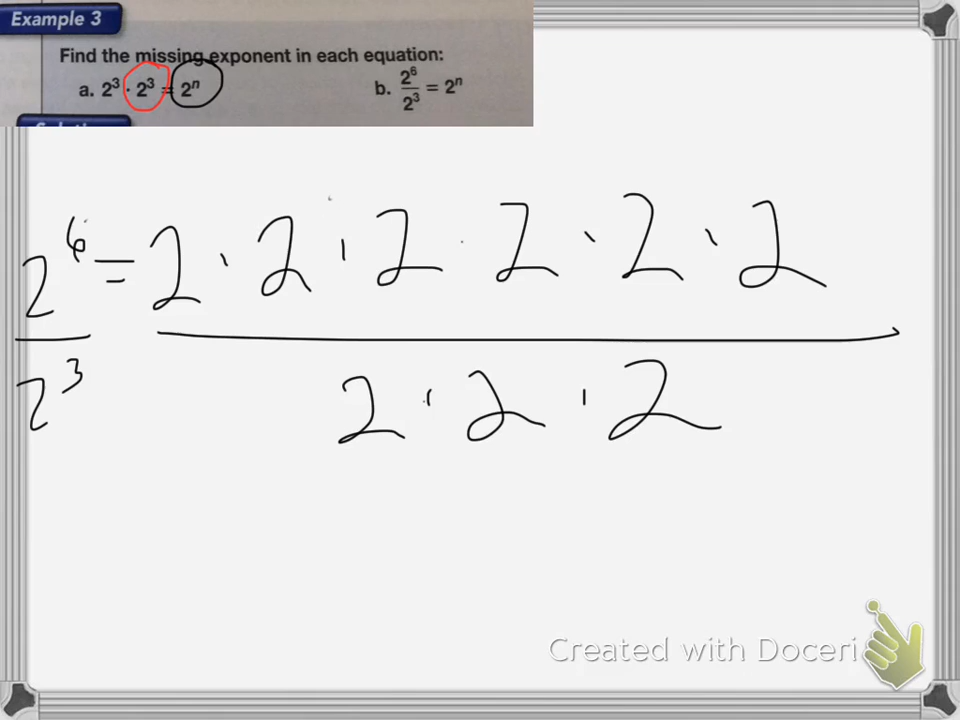 Example 3
Find the missing exponent in each equation:
a. 2³ · 2³ = 2ⁿ
b. 2⁶/2³ = 2ⁿ
2⁶/2³ = 2 · 2 · 2 · 2 · 2 · 2
2 · 2 · 2
Created with Doceri